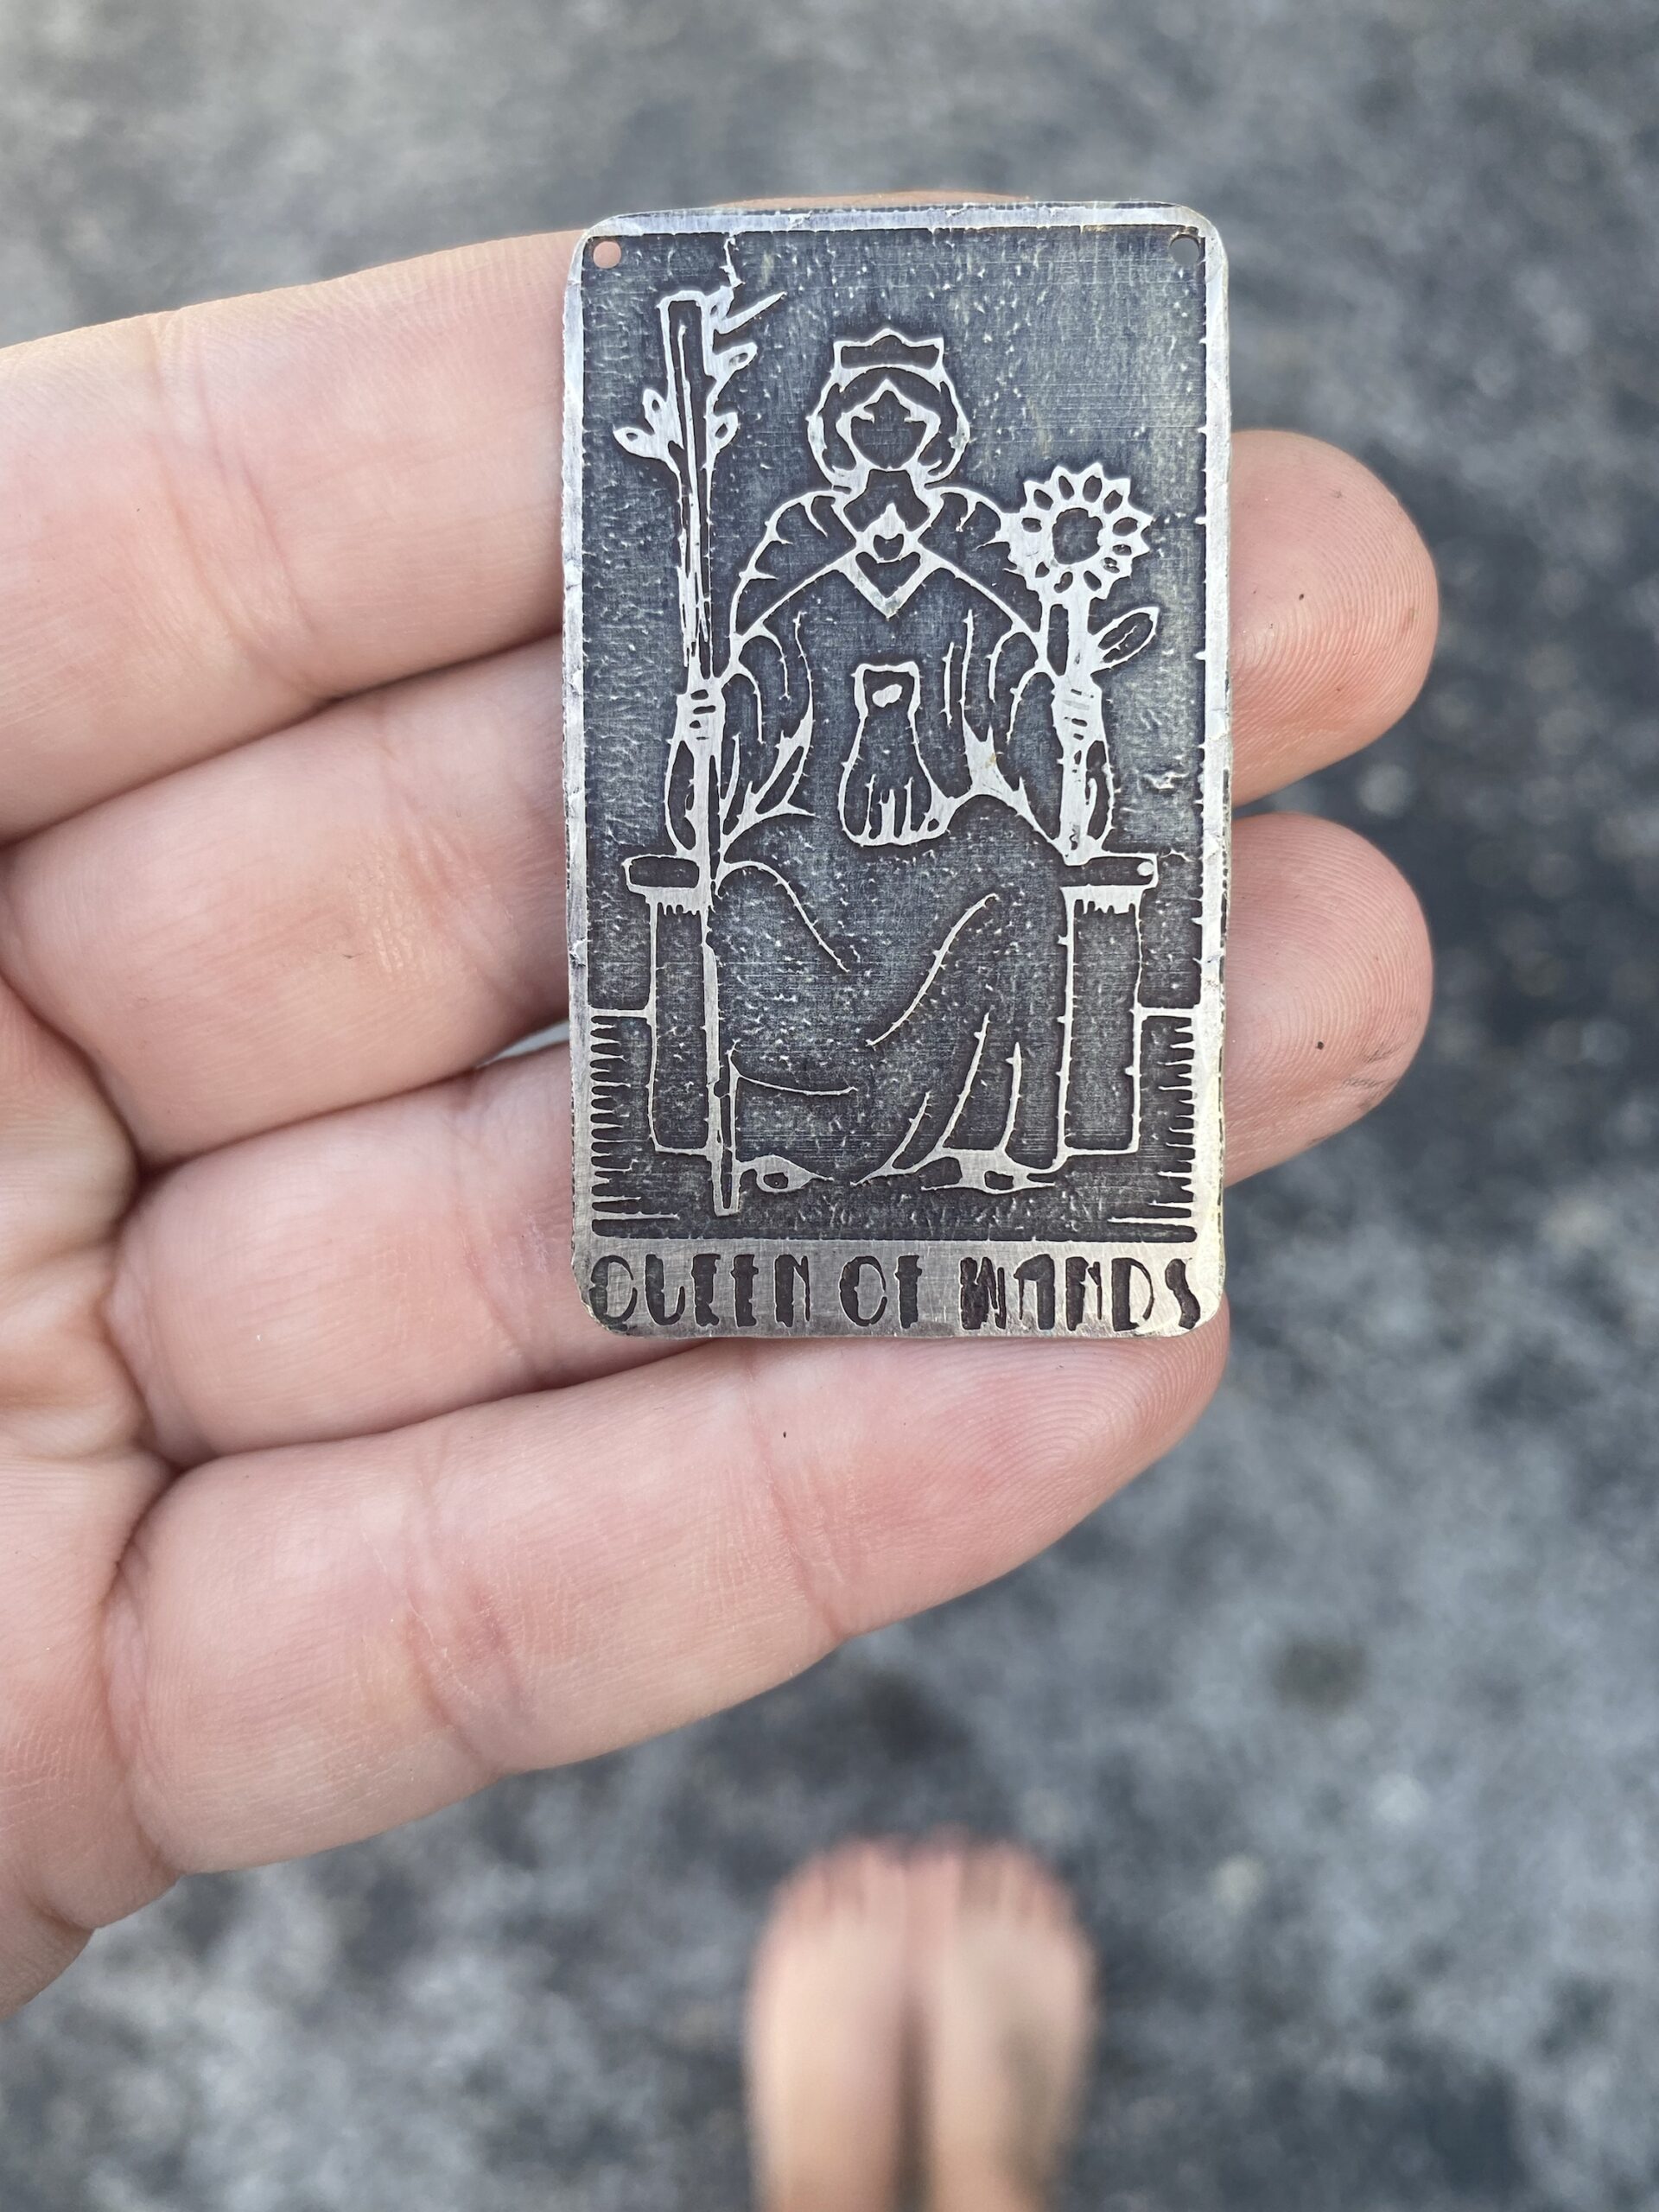 QUEEN OF WANDS